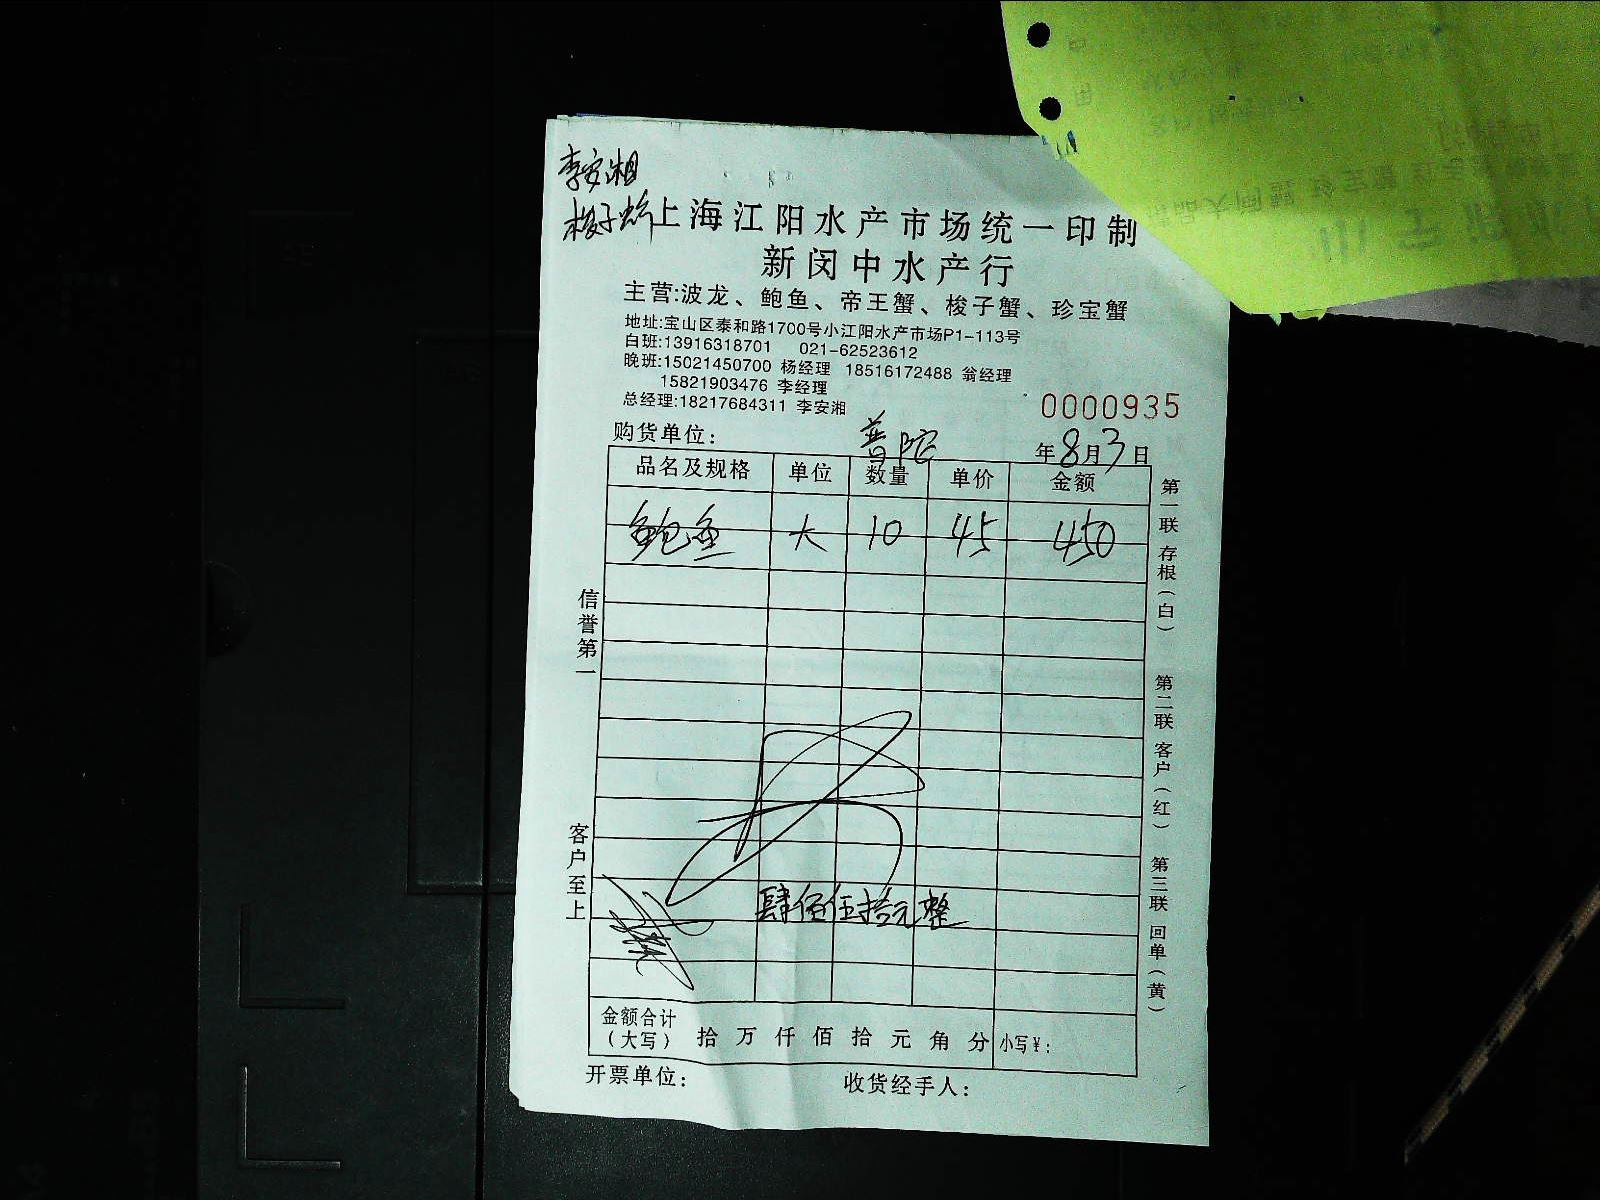 李安湘
梭子蟹
上海江阳水产市场统一印制
新闵中水产行
主营:波龙、鲍鱼、帝王蟹、梭子蟹、珍宝蟹
地址:宝山区泰和路1700号小江阳水产市场P1-113号
白班:13916318701 021-62523612
晚班:15021450700 杨经理 18516172488 翁经理
15821903476 李经理
总经理:18217684311 李安湘
0000935
购货单位: 普陀 年8月3日
品名及规格 单位 数量 单价 金额
鲍鱼 大 10 45 450
肆佰伍拾元整
金额合计
(大写) 拾 万 仟 佰 拾 元 角 分 小写¥:
开票单位: 收货经手人:
信誉第一
客户至上
第一联 存根(白)
第二联 客户(红)
第三联 回单(黄)